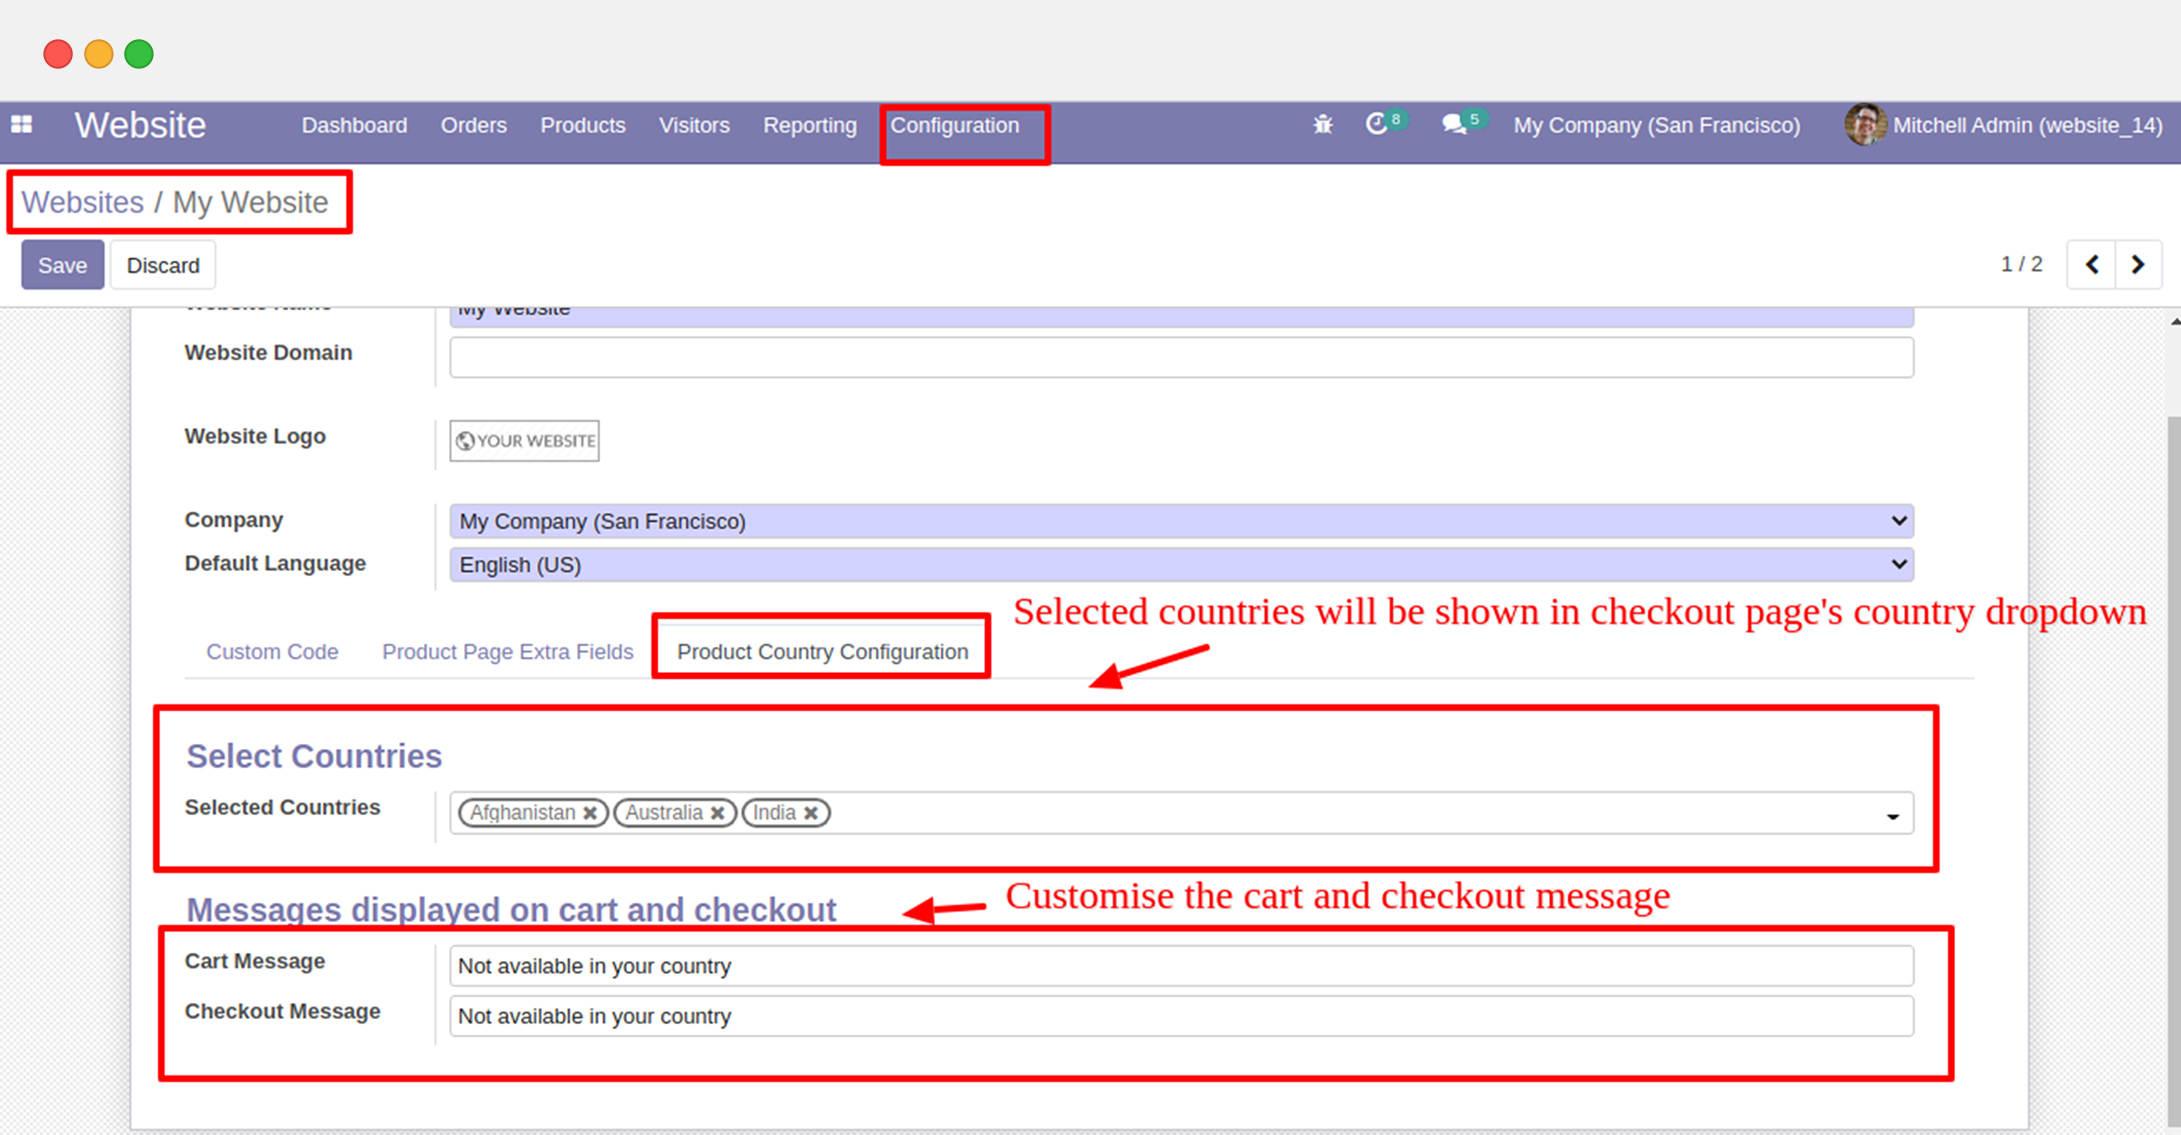 Website Dashboard Orders Products Visitors Reporting Configuration 8 5 My Company (San Francisco) Mitchell Admin (website_14)
Websites / My Website
Save Discard 1 / 2
Website Name My Website
Website Domain
Website Logo YOUR WEBSITE
Company My Company (San Francisco)
Default Language English (US)
Selected countries will be shown in checkout page's country dropdown
Custom Code Product Page Extra Fields Product Country Configuration
Select Countries
Selected Countries Afghanistan Australia India
Messages displayed on cart and checkout Customise the cart and checkout message
Cart Message Not available in your country
Checkout Message Not available in your country